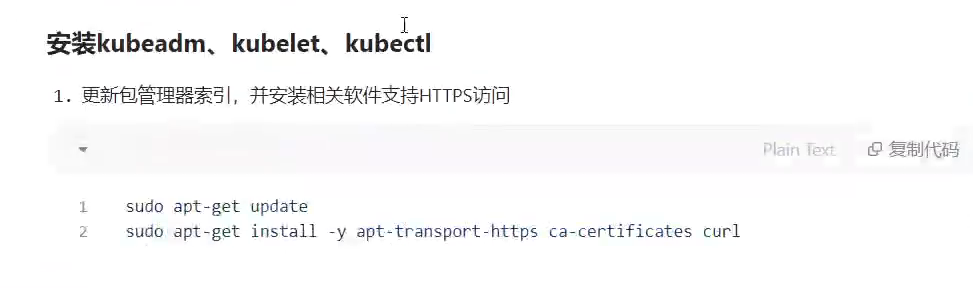 安装kubeadm、kubelet、kubectl
1. 更新包管理器索引，并安装相关软件支持HTTPS访问
Plain Text 复制代码
1 sudo apt-get update
2 sudo apt-get install -y apt-transport-https ca-certificates curl